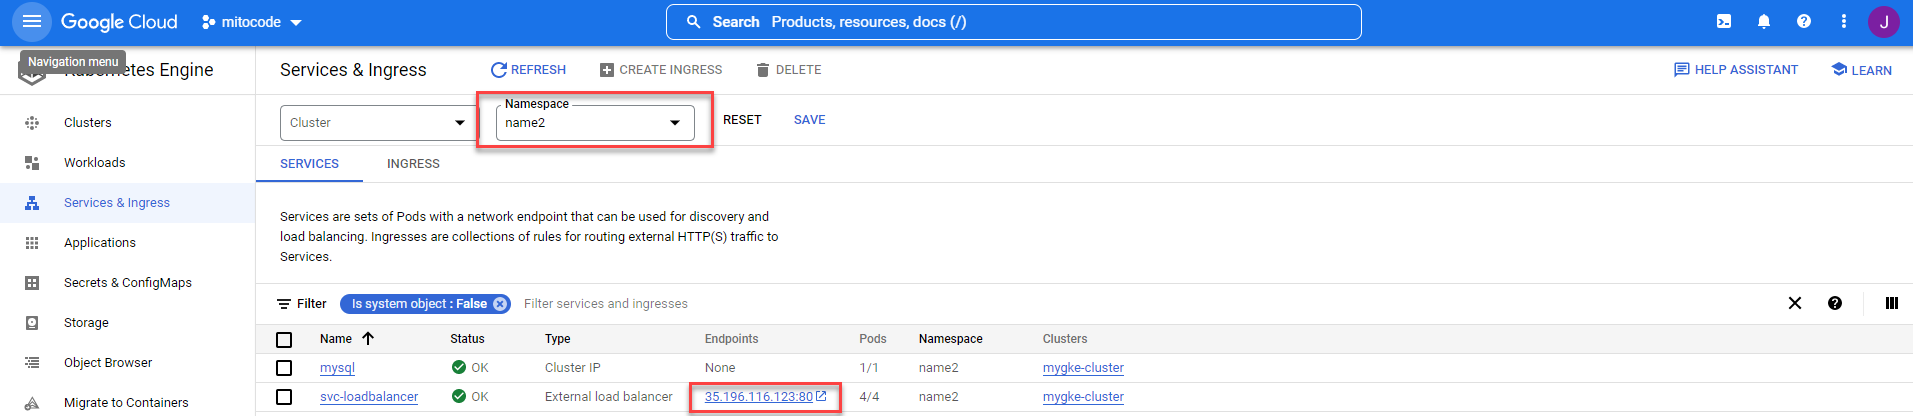 Google Cloud mitocode Search Products, resources, docs (/) J
Navigation menu
Kubernetes Engine
Services & Ingress REFRESH CREATE INGRESS DELETE HELP ASSISTANT LEARN
Clusters
Workloads
Services & Ingress
Applications
Secrets & ConfigMaps
Storage
Object Browser
Migrate to Containers
Cluster
Namespace
name2
RESET SAVE
SERVICES INGRESS
Services are sets of Pods with a network endpoint that can be used for discovery and
load balancing. Ingresses are collections of rules for routing external HTTP(S) traffic to
Services.
Filter Is system object : False Filter services and ingresses
Name Status Type Endpoints Pods Namespace Clusters
mysql OK Cluster IP None 1/1 name2 mygke-cluster
svc-loadbalancer OK External load balancer 35.196.116.123:80 4/4 name2 mygke-cluster